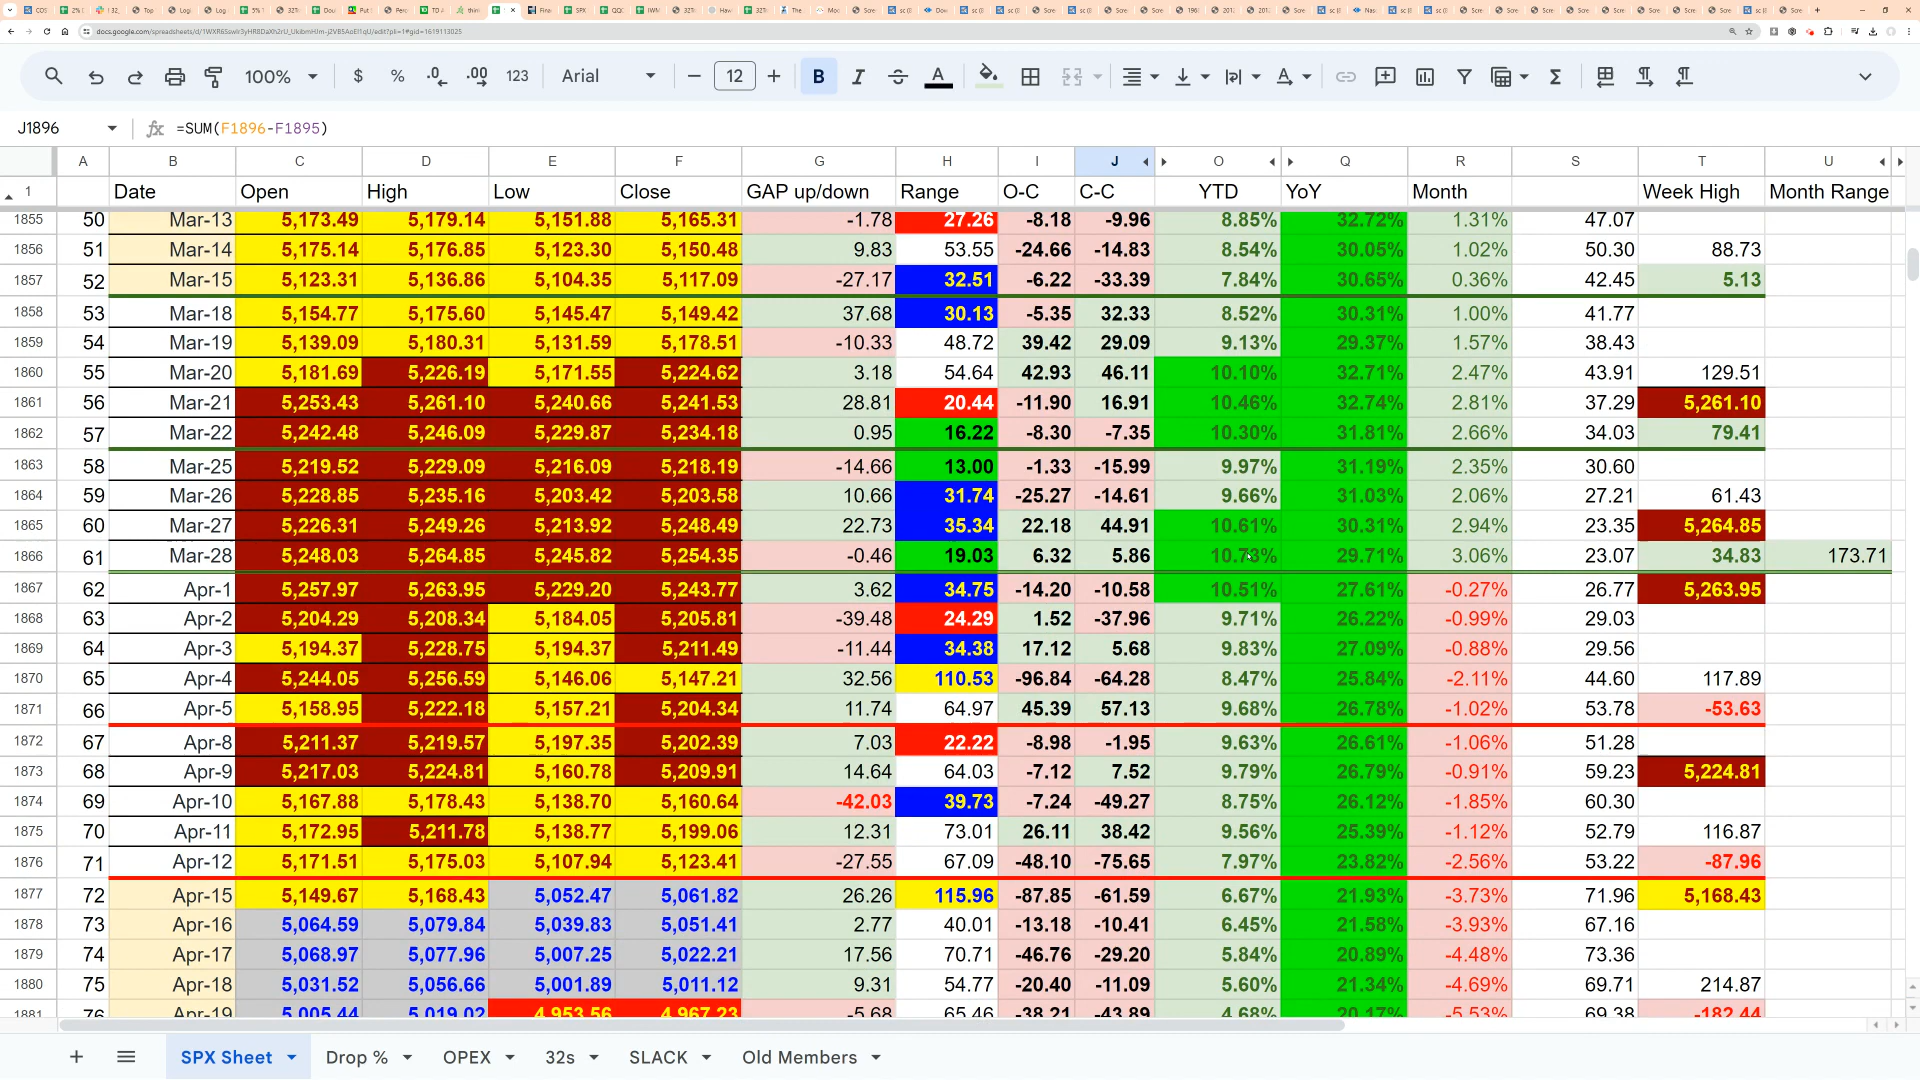 docs.google.com/spreadsheets/d/
100% $ % .0 .00 123 Arial 12 B I A
J1896 =SUM(F1896-F1895)
A B C D E F G H I J O Q R S T U
1 Date Open High Low Close GAP up/down Range O-C C-C YTD YoY Month Week High Month Range
1855 50 Mar-13 5,173.49 5,179.14 5,151.88 5,165.31 -1.78 27.26 -8.18 -9.96 8.85% 32.72% 1.31% 47.07
1856 51 Mar-14 5,175.14 5,176.85 5,123.30 5,150.48 9.83 53.55 -24.66 -14.83 8.54% 30.05% 1.02% 50.30 88.73
1857 52 Mar-15 5,123.31 5,136.86 5,104.35 5,117.09 -27.17 32.51 -6.22 -33.39 7.84% 30.65% 0.36% 42.45 5.13
1858 53 Mar-18 5,154.77 5,175.60 5,145.47 5,149.42 37.68 30.13 -5.35 32.33 8.52% 30.31% 1.00% 41.77
1859 54 Mar-19 5,139.09 5,180.31 5,131.59 5,178.51 -10.33 48.72 39.42 29.09 9.13% 29.37% 1.57% 38.43
1860 55 Mar-20 5,181.69 5,226.19 5,171.55 5,224.62 3.18 54.64 42.93 46.11 10.10% 32.71% 2.47% 43.91 129.51
1861 56 Mar-21 5,253.43 5,261.10 5,240.66 5,241.53 28.81 20.44 -11.90 16.91 10.46% 32.74% 2.81% 37.29 5,261.10
1862 57 Mar-22 5,242.48 5,246.09 5,229.87 5,234.18 0.95 16.22 -8.30 -7.35 10.30% 31.81% 2.66% 34.03 79.41
1863 58 Mar-25 5,219.52 5,229.09 5,216.09 5,218.19 -14.66 13.00 -1.33 -15.99 9.97% 31.19% 2.35% 30.60
1864 59 Mar-26 5,228.85 5,235.16 5,203.42 5,203.58 10.66 31.74 -25.27 -14.61 9.66% 31.03% 2.06% 27.21 61.43
1865 60 Mar-27 5,226.31 5,249.26 5,213.92 5,248.49 22.73 35.34 22.18 44.91 10.61% 30.31% 2.94% 23.35 5,264.85
1866 61 Mar-28 5,248.03 5,264.85 5,245.82 5,254.35 -0.46 19.03 6.32 5.86 10.73% 29.71% 3.06% 23.07 34.83 173.71
1867 62 Apr-1 5,257.97 5,263.95 5,229.20 5,243.77 3.62 34.75 -14.20 -10.58 10.51% 27.61% -0.27% 26.77 5,263.95
1868 63 Apr-2 5,204.29 5,208.34 5,184.05 5,205.81 -39.48 24.29 1.52 -37.96 9.71% 26.22% -0.99% 29.03
1869 64 Apr-3 5,194.37 5,228.75 5,194.37 5,211.49 -11.44 34.38 17.12 5.68 9.83% 27.09% -0.88% 29.56
1870 65 Apr-4 5,244.05 5,256.59 5,146.06 5,147.21 32.56 110.53 -96.84 -64.28 8.47% 25.84% -2.11% 44.60 117.89
1871 66 Apr-5 5,158.95 5,222.18 5,157.21 5,204.34 11.74 64.97 45.39 57.13 9.68% 26.78% -1.02% 53.78 -53.63
1872 67 Apr-8 5,211.37 5,219.57 5,197.35 5,202.39 7.03 22.22 -8.98 -1.95 9.63% 26.61% -1.06% 51.28
1873 68 Apr-9 5,217.03 5,224.81 5,160.78 5,209.91 14.64 64.03 -7.12 7.52 9.79% 26.79% -0.91% 59.23 5,224.81
1874 69 Apr-10 5,167.88 5,178.43 5,138.70 5,160.64 -42.03 39.73 -7.24 -49.27 8.75% 26.12% -1.85% 60.30
1875 70 Apr-11 5,172.95 5,211.78 5,138.77 5,199.06 12.31 73.01 26.11 38.42 9.56% 25.39% -1.12% 52.79 116.87
1876 71 Apr-12 5,171.51 5,175.03 5,107.94 5,123.41 -27.55 67.09 -48.10 -75.65 7.97% 23.82% -2.56% 53.22 -87.96
1877 72 Apr-15 5,149.67 5,168.43 5,052.47 5,061.82 26.26 115.96 -87.85 -61.59 6.67% 21.93% -3.73% 71.96 5,168.43
1878 73 Apr-16 5,064.59 5,079.84 5,039.83 5,051.41 2.77 40.01 -13.18 -10.41 6.45% 21.58% -3.93% 67.16
1879 74 Apr-17 5,068.97 5,077.96 5,007.25 5,022.21 17.56 70.71 -46.76 -29.20 5.84% 20.89% -4.48% 73.36
1880 75 Apr-18 5,031.52 5,056.66 5,001.89 5,011.12 9.31 54.77 -20.40 -11.09 5.60% 21.34% -4.69% 69.71 214.87
1881 76 Apr-19 5,005.44 5,019.02 4,953.56 4,967.23 -5.68 65.46 -38.21 -43.89 4.68% 20.17% -5.53% 69.38 -182.44
+ SPX Sheet Drop % OPEX 32s SLACK Old Members